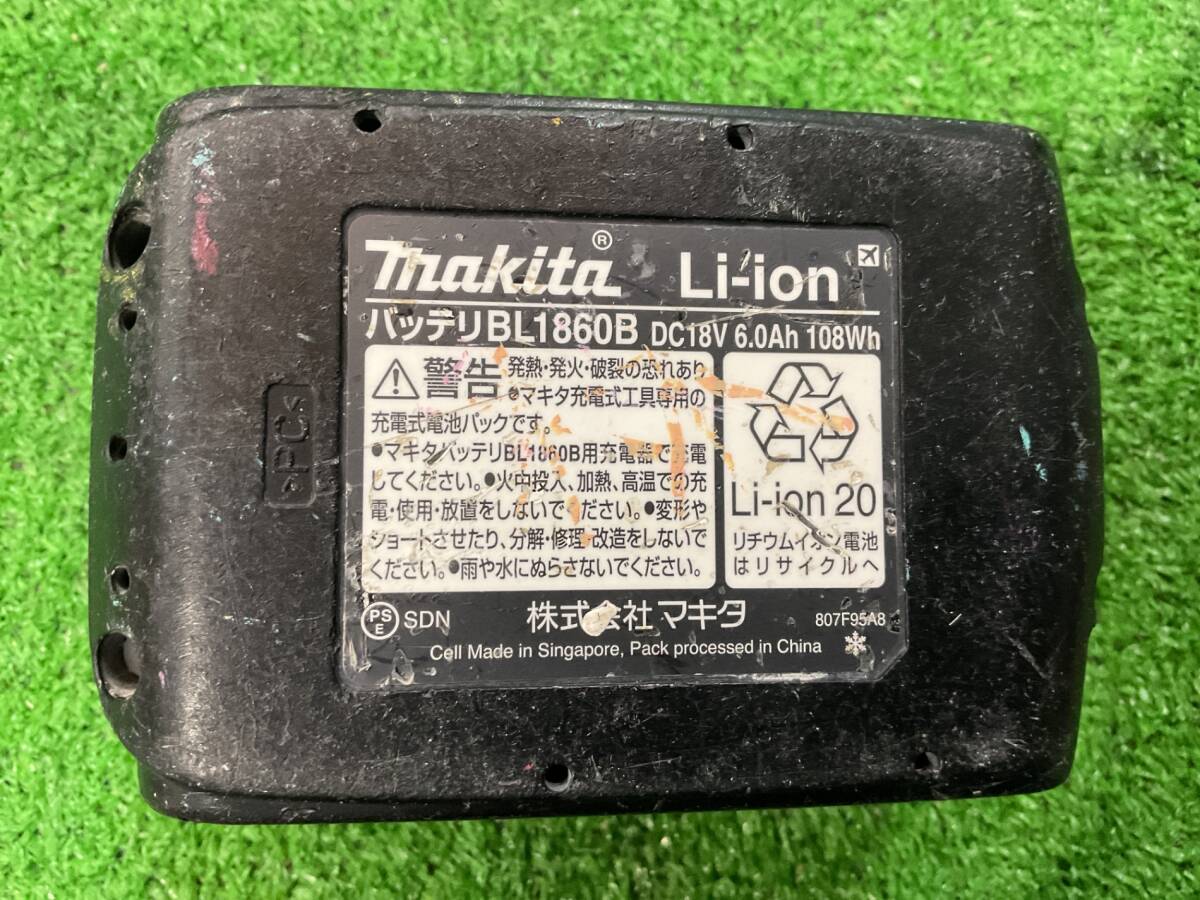 makita® Li-ion
バッテリBL1860B DC18V 6.0Ah 108Wh
警告 発熱・発火・破裂の恐れあり
●マキタ充電式工具専用の
充電式電池パックです。
●マキタバッテリBL1860B用充電器で充電
してください。●火中投入、加熱、高温での充
電・使用・放置をしないでください。●変形や
ショートさせたり、分解・修理・改造をしないで
ください。●雨や水にぬらさないでください。
Li-ion 20
リチウムイオン電池
はリサイクルへ
PSE SDN 株式会社マキタ 807F95A8
Cell Made in Singapore, Pack processed in China
>PC<